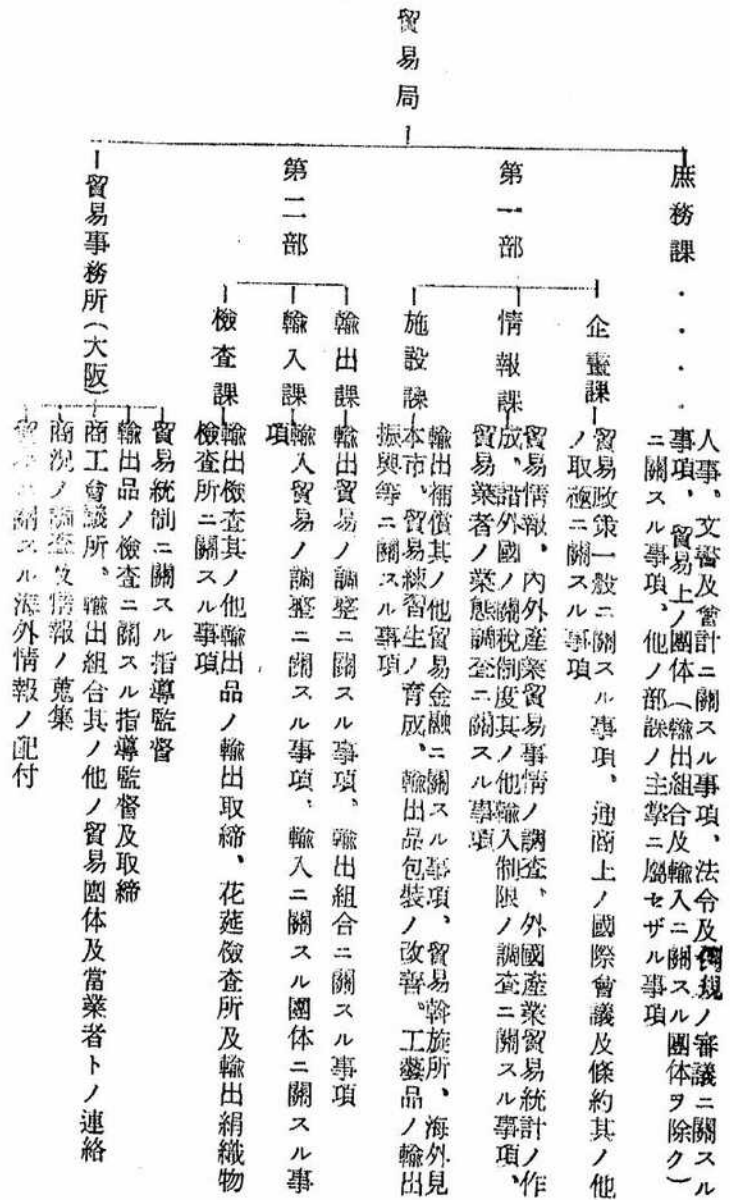 貿易局
庶務課・・・・
人事、文書及會計ニ關スル事項、法令及例規ノ審議ニ關スル
事項、貿易上ノ團体(輸出組合及輸入ニ關スル團体ヲ除ク)
ニ關スル事項、他ノ部課ノ主掌ニ屬セザル事項
第一部
企畫課
貿易政策一般ニ關スル事項、通商上ノ國際會議及條約其ノ他
ノ取極ニ關スル事項
情報課
貿易情報、內外產業貿易事情ノ調査、外國產業貿易統計ノ作
成、諸外國ノ關稅制度其ノ他輸入制限ノ調査ニ關スル事項、
貿易業者ノ業態調査ニ關スル事項
施設課
輸出補償其ノ他貿易金融ニ關スル事項、貿易斡旋所、海外見
本市、貿易練習生ノ育成、輸出品包裝ノ改善、工藝品ノ輸出
振興等ニ關スル事項
第二部
輸出課
輸出貿易ノ調整ニ關スル事項、輸出組合ニ關スル事項
輸入課
輸入貿易ノ調整ニ關スル事項、輸入ニ關スル團体ニ關スル事
項
檢査課
輸出檢査其ノ他輸出品ノ輸出取締、花莚檢査所及輸出絹織物
檢査所ニ關スル事項
貿易事務所(大阪)
貿易統制ニ關スル指導監督
輸出品ノ檢査ニ關スル指導監督及取締
商工會議所、輸出組合其ノ他ノ貿易團体及當業者トノ連絡
商況ノ調査及情報ノ蒐集
貿易ニ關スル海外情報ノ配付